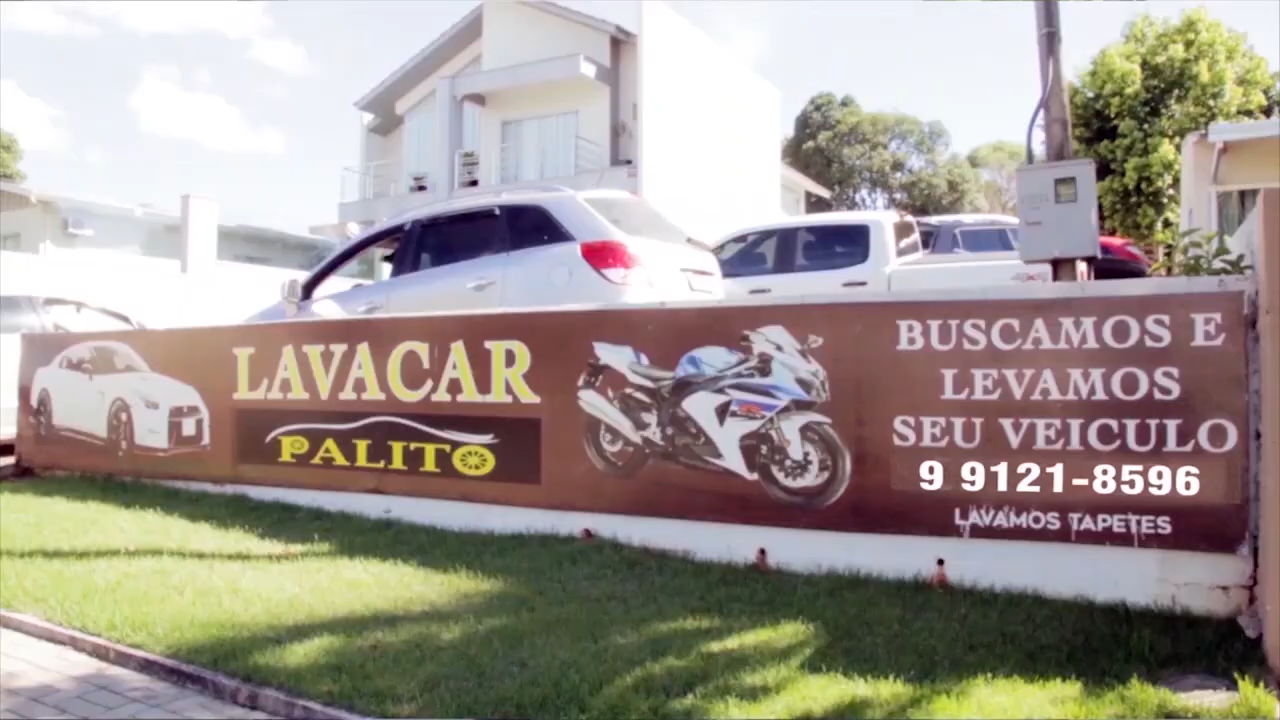 LAVACAR
PALITO
BUSCAMOS E
LEVAMOS
SEU VEICULO
9 9121-8596
LAVAMOS TAPETES